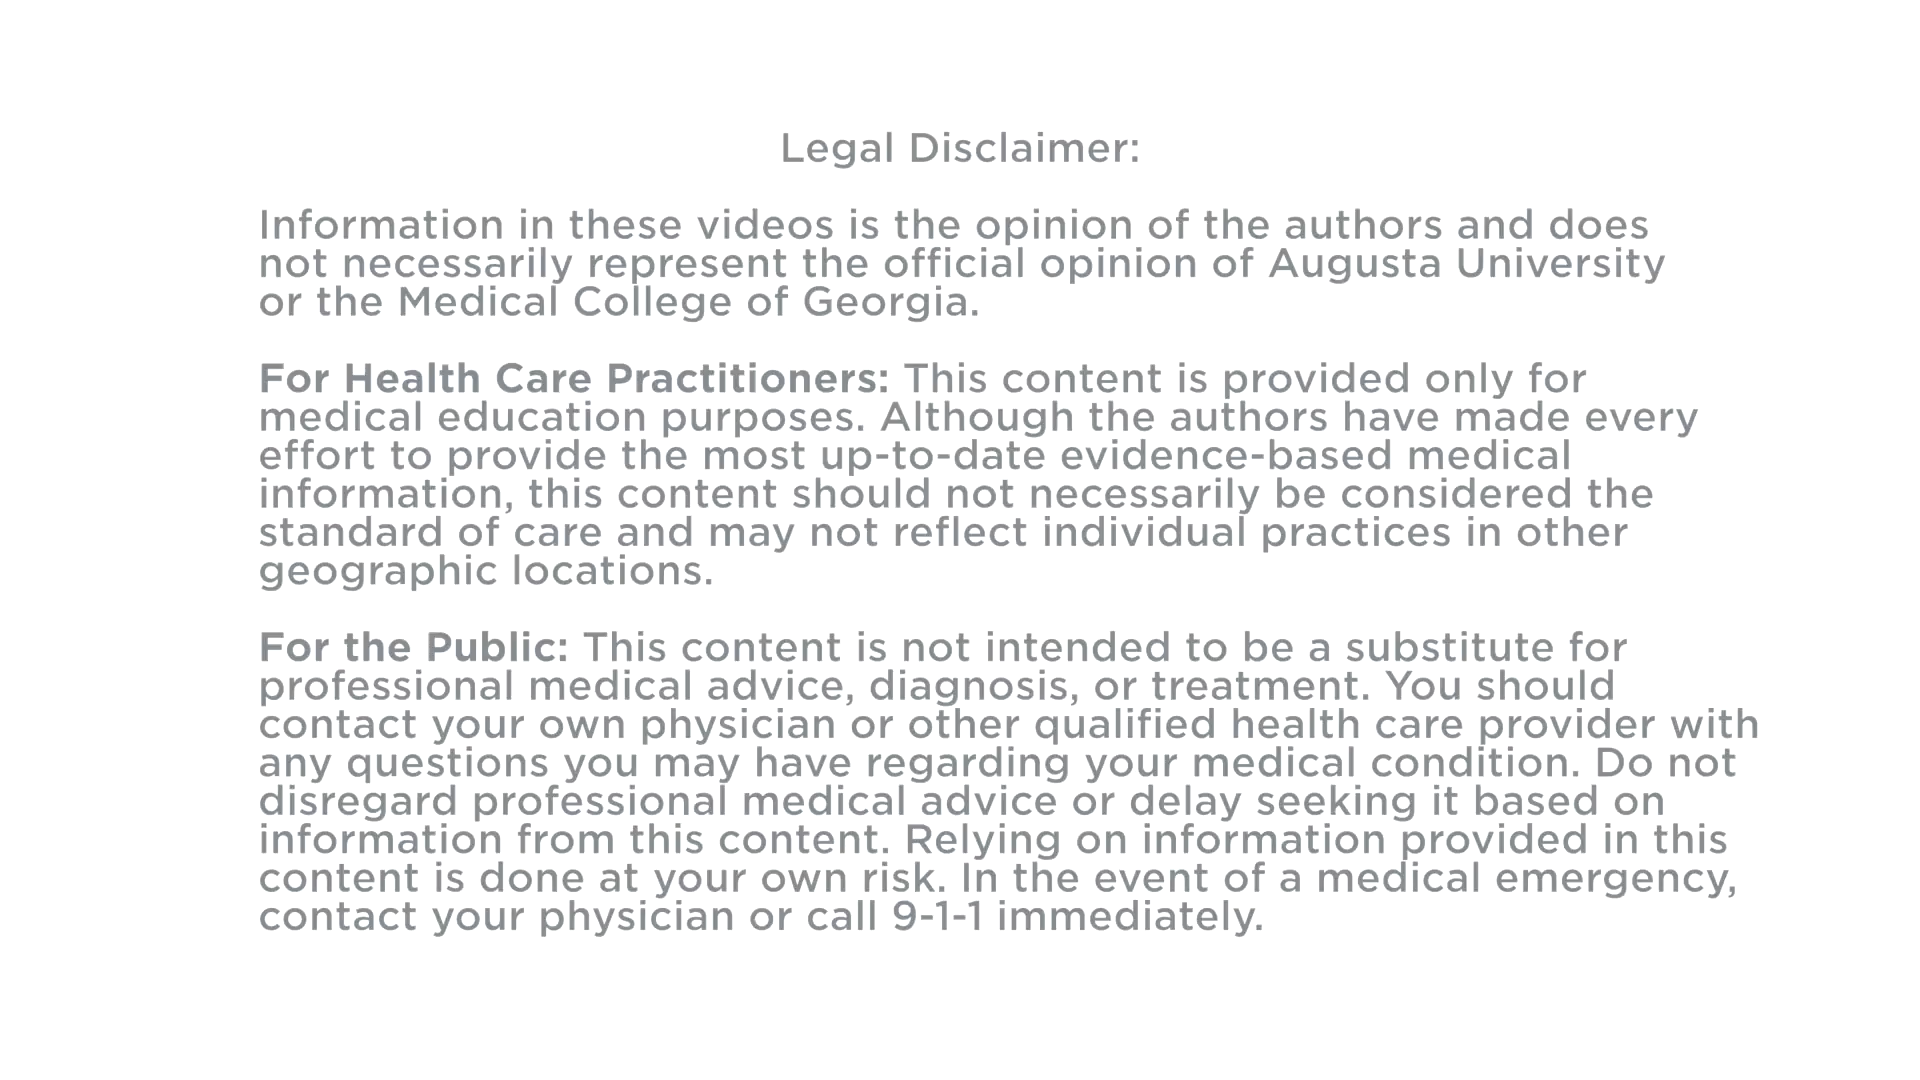 Legal Disclaimer:
Information in these videos is the opinion of the authors and does
not necessarily represent the official opinion of Augusta University
or the Medical College of Georgia.
For Health Care Practitioners: This content is provided only for
medical education purposes. Although the authors have made every
effort to provide the most up-to-date evidence-based medical
information, this content should not necessarily be considered the
standard of care and may not reflect individual practices in other
geographic locations.
For the Public: This content is not intended to be a substitute for
professional medical advice, diagnosis, or treatment. You should
contact your own physician or other qualified health care provider with
any questions you may have regarding your medical condition. Do not
disregard professional medical advice or delay seeking it based on
information from this content. Relying on information provided in this
content is done at your own risk. In the event of a medical emergency,
contact your physician or call 9-1-1 immediately.